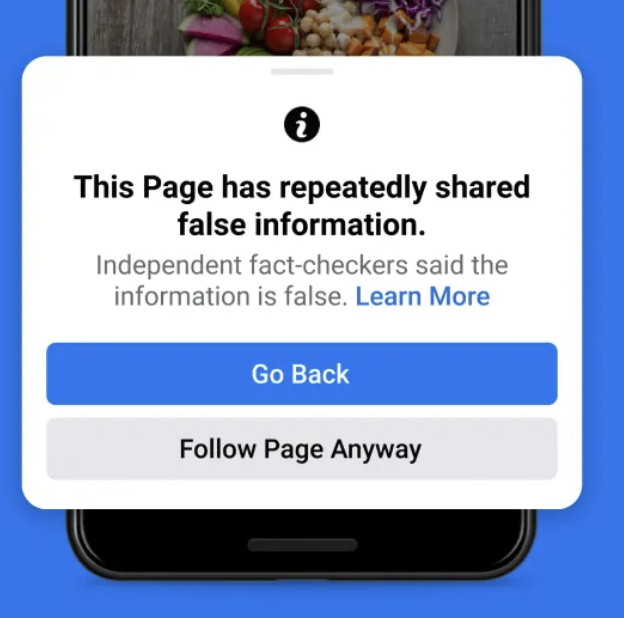 This Page has repeatedly shared
false information.
Independent fact-checkers said the
information is false. Learn More
Go Back
Follow Page Anyway